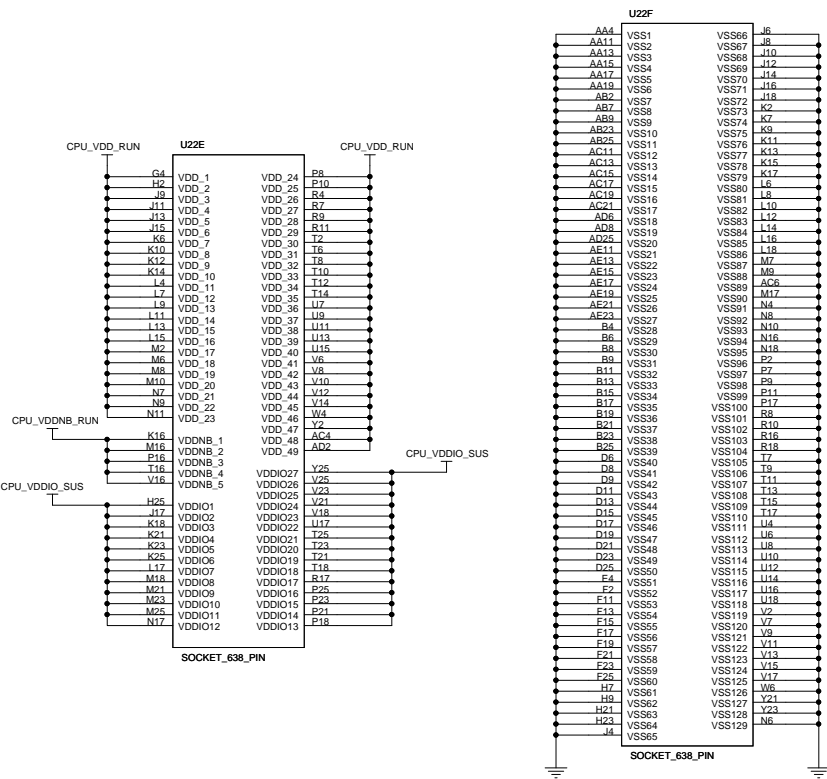 U22E
CPU_VDD_RUN
CPU_VDD_RUN
G4 VDD_1 VDD_24 P8
H2 VDD_2 VDD_25 P10
J9 VDD_3 VDD_26 R4
J11 VDD_4 VDD_27 R7
J13 VDD_5 VDD_28 R9
J15 VDD_6 VDD_29 R11
K6 VDD_7 VDD_30 T2
K10 VDD_8 VDD_31 T6
K12 VDD_9 VDD_32 T8
K14 VDD_10 VDD_33 T10
L4 VDD_11 VDD_34 T12
L7 VDD_12 VDD_35 T14
L9 VDD_13 VDD_36 U7
L11 VDD_14 VDD_37 U9
L13 VDD_15 VDD_38 U11
L15 VDD_16 VDD_39 U13
M2 VDD_17 VDD_40 U15
M6 VDD_18 VDD_41 V6
M8 VDD_19 VDD_42 V8
M10 VDD_20 VDD_43 V10
N7 VDD_21 VDD_44 V12
N9 VDD_22 VDD_45 V14
N11 VDD_23 VDD_46 W4
VDD_47 Y2
CPU_VDDNB_RUN
K16 VDDNB_1 VDD_48 AC4
M16 VDDNB_2 VDD_49 AD2
P16 VDDNB_3
CPU_VDDIO_SUS
T16 VDDNB_4 VDDIO27 Y25
V16 VDDNB_5 VDDIO26 V25
VDDIO25 V23
CPU_VDDIO_SUS
H25 VDDIO1 VDDIO24 V21
J17 VDDIO2 VDDIO23 V18
K18 VDDIO3 VDDIO22 U17
K21 VDDIO4 VDDIO21 T25
K23 VDDIO5 VDDIO20 T23
K25 VDDIO6 VDDIO19 T21
L17 VDDIO7 VDDIO18 T18
M18 VDDIO8 VDDIO17 R17
M21 VDDIO9 VDDIO16 P25
M23 VDDIO10 VDDIO15 P23
M25 VDDIO11 VDDIO14 P21
N17 VDDIO12 VDDIO13 P18
SOCKET_638_PIN
U22F
AA4 VSS1 VSS66 J6
AA11 VSS2 VSS67 J8
AA13 VSS3 VSS68 J10
AA15 VSS4 VSS69 J12
AA17 VSS5 VSS70 J14
AA19 VSS6 VSS71 J16
AB2 VSS7 VSS72 J18
AB7 VSS8 VSS73 K2
AB9 VSS9 VSS74 K7
AB23 VSS10 VSS75 K9
AB25 VSS11 VSS76 K11
AC11 VSS12 VSS77 K13
AC13 VSS13 VSS78 K15
AC15 VSS14 VSS79 K17
AC17 VSS15 VSS80 L6
AC19 VSS16 VSS81 L8
AC21 VSS17 VSS82 L10
AD6 VSS18 VSS83 L12
AD8 VSS19 VSS84 L14
AD25 VSS20 VSS85 L16
AE11 VSS21 VSS86 L18
AE13 VSS22 VSS87 M7
AE15 VSS23 VSS88 M9
AE17 VSS24 VSS89 AC6
AE19 VSS25 VSS90 M17
AE21 VSS26 VSS91 N4
AE23 VSS27 VSS92 N8
B4 VSS28 VSS93 N10
B6 VSS29 VSS94 N16
B8 VSS30 VSS95 N18
B9 VSS31 VSS96 P2
B11 VSS32 VSS97 P7
B13 VSS33 VSS98 P9
B15 VSS34 VSS99 P11
B17 VSS35 VSS100 P17
B19 VSS36 VSS101 R8
B21 VSS37 VSS102 R10
B23 VSS38 VSS103 R16
B25 VSS39 VSS104 R18
D6 VSS40 VSS105 T7
D8 VSS41 VSS106 T9
D9 VSS42 VSS107 T11
D11 VSS43 VSS108 T13
D13 VSS44 VSS109 T15
D15 VSS45 VSS110 T17
D17 VSS46 VSS111 U4
D19 VSS47 VSS112 U6
D21 VSS48 VSS113 U8
D23 VSS49 VSS114 U10
D25 VSS50 VSS115 U12
E4 VSS51 VSS116 U14
F2 VSS52 VSS117 U16
F11 VSS53 VSS118 U18
F13 VSS54 VSS119 V2
F15 VSS55 VSS120 V7
F17 VSS56 VSS121 V9
F19 VSS57 VSS122 V11
F21 VSS58 VSS123 V13
F23 VSS59 VSS124 V15
F25 VSS60 VSS125 V17
H7 VSS61 VSS126 W6
H9 VSS62 VSS127 Y21
H21 VSS63 VSS128 Y23
H23 VSS64 VSS129 N6
J4 VSS65
SOCKET_638_PIN